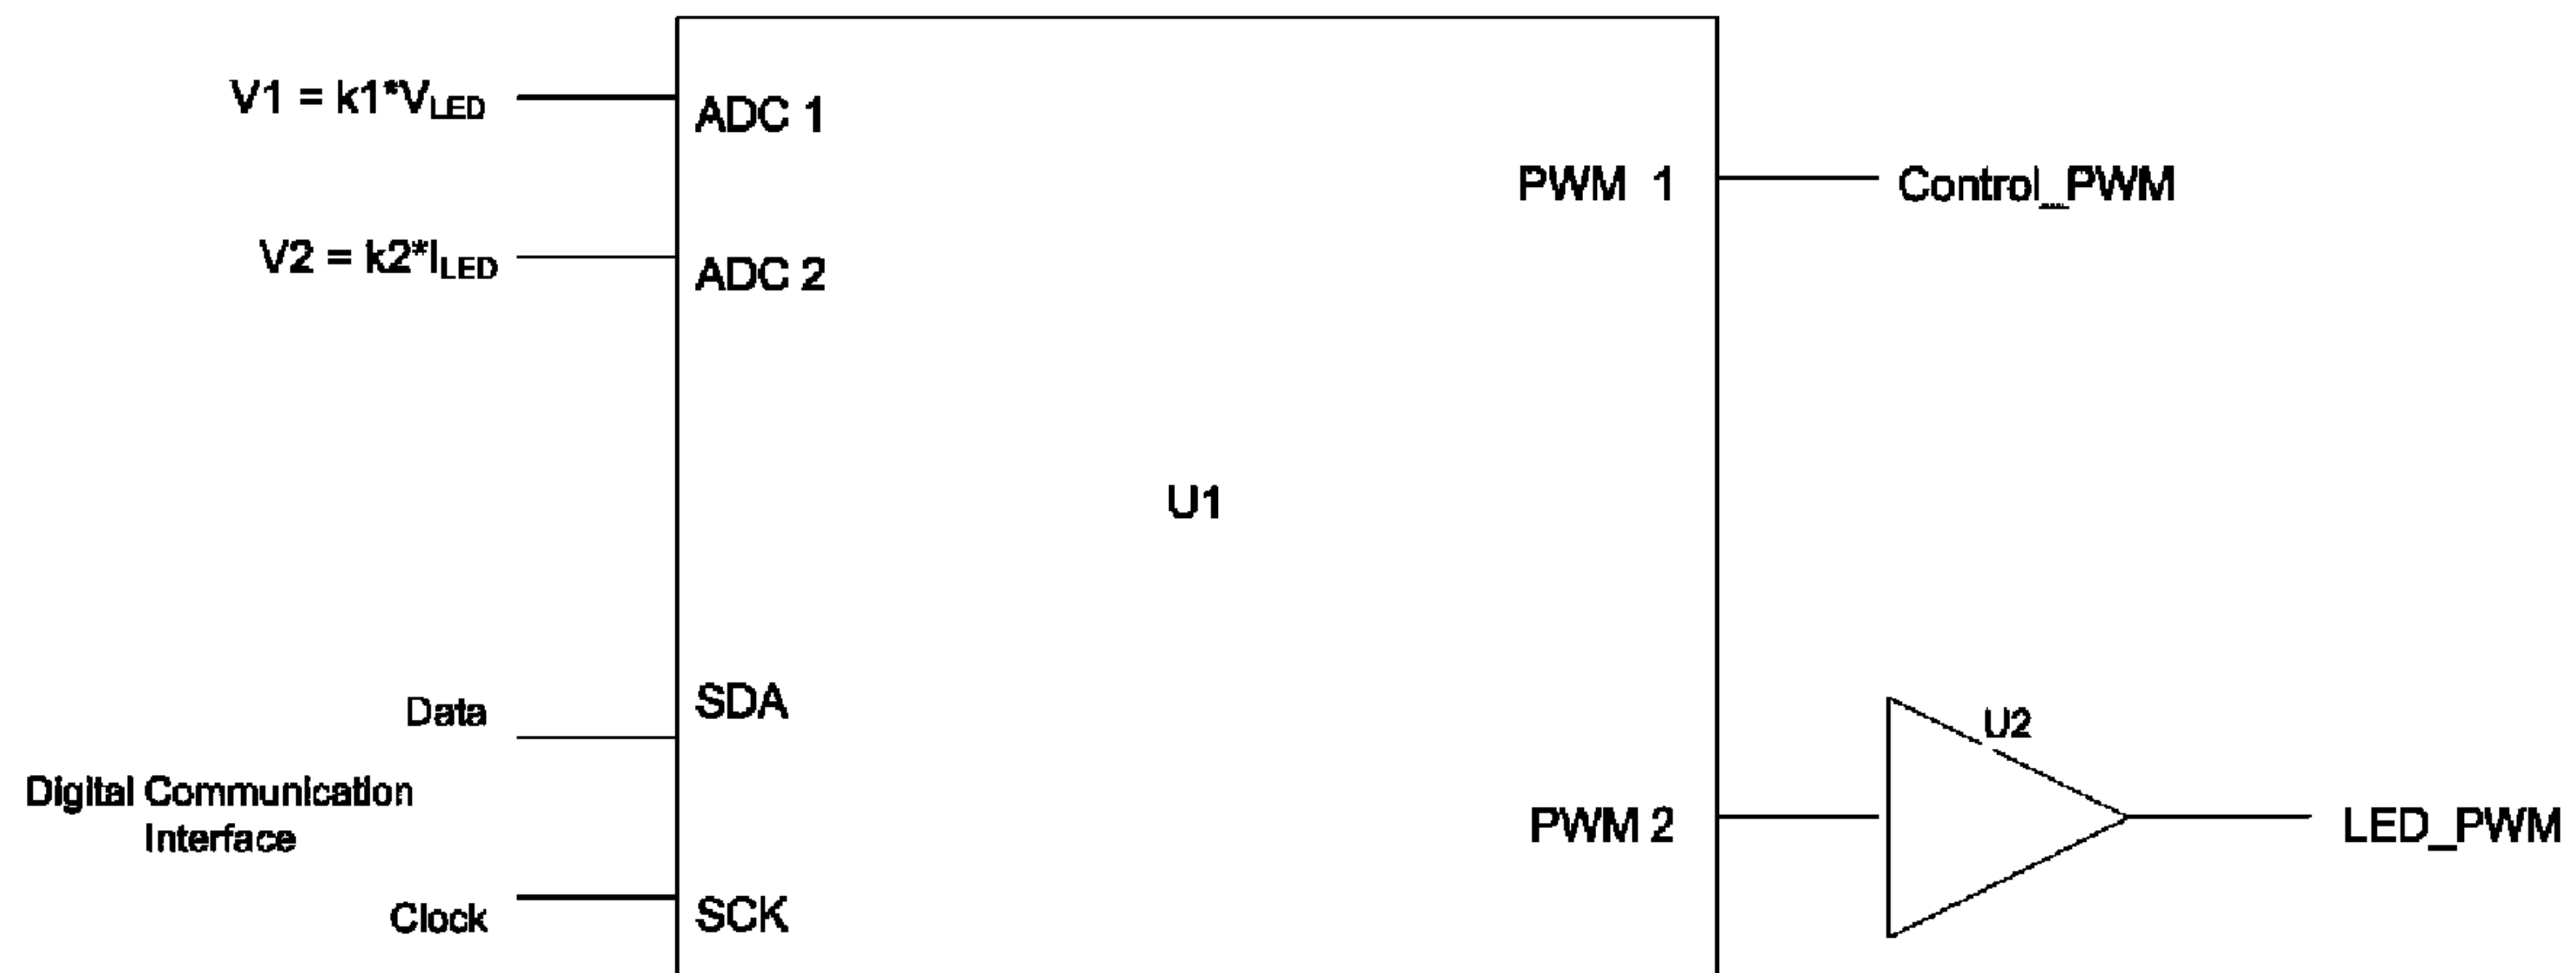 V1 = k1*VLED
ADC 1
PWM 1
Control_PWM
V2 = k2*ILED
ADC 2
U1
Data
SDA
U2
Digital Communication
Interface
PWM 2
LED_PWM
Clock
SCK